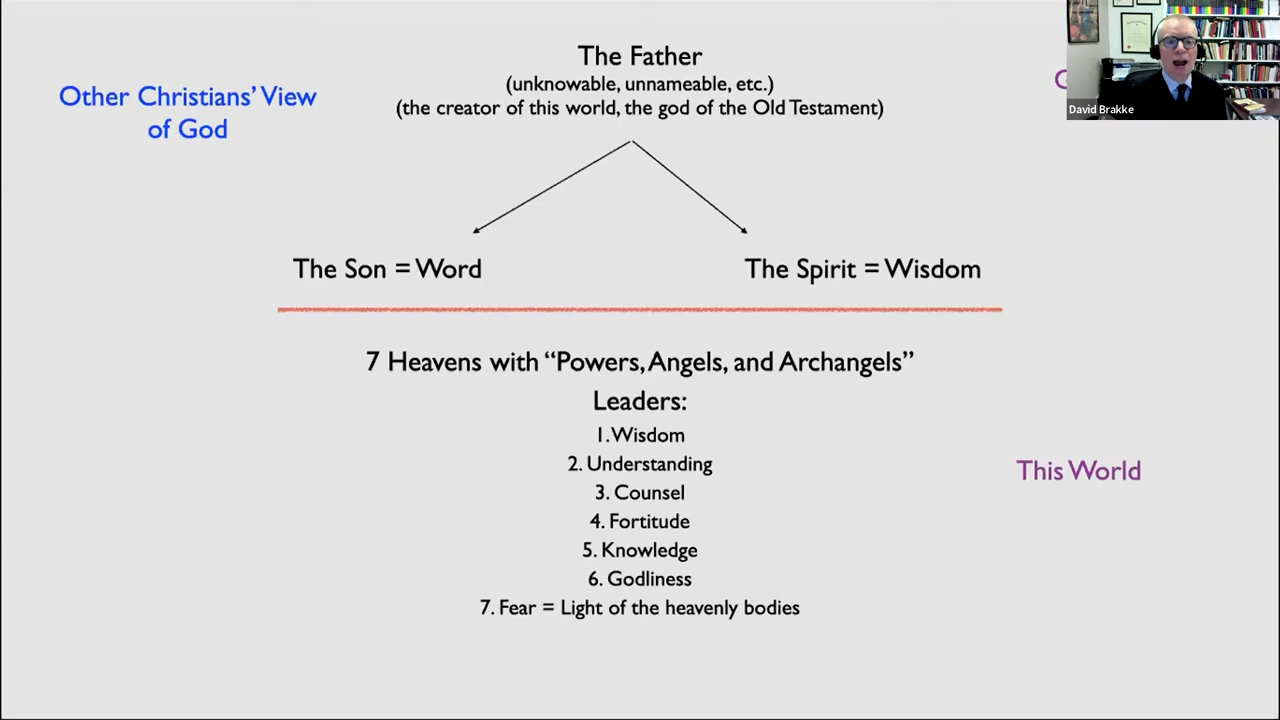 The Father
(unknowable, unnameable, etc.)
(the creator of this world, the god of the Old Testament)
Other Christians’ View
of God
David Brakke
The Son = Word
The Spirit = Wisdom
7 Heavens with “Powers, Angels, and Archangels”
Leaders:
1. Wisdom
2. Understanding
3. Counsel
4. Fortitude
5. Knowledge
6. Godliness
7. Fear = Light of the heavenly bodies
This World